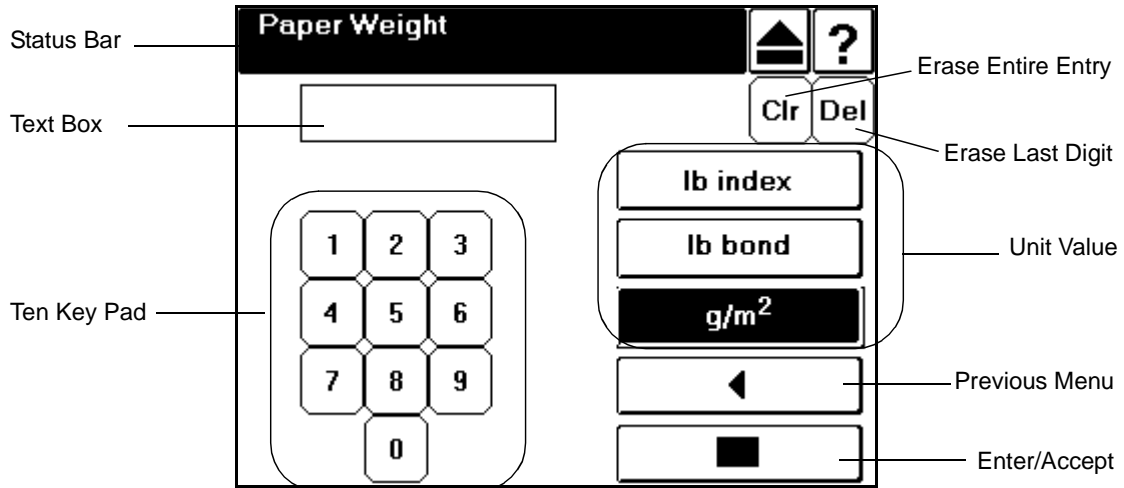 Paper Weight
?
Status Bar
Erase Entire Entry
Clr Del
Text Box
Erase Last Digit
lb index
lb bond
Unit Value
g/m²
1 2 3
4 5 6
7 8 9
0
Ten Key Pad
Previous Menu
Enter/Accept